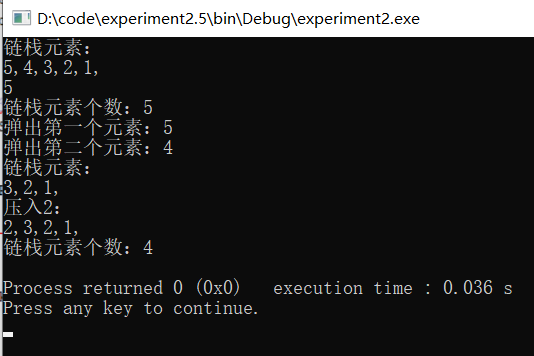 D:\code\experiment2.5\bin\Debug\experiment2.exe
链栈元素：
5,4,3,2,1,
5
链栈元素个数：5
弹出第一个元素：5
弹出第二个元素：4
链栈元素：
3,2,1,
压入2：
2,3,2,1,
链栈元素个数：4
Process returned 0 (0x0)   execution time : 0.036 s
Press any key to continue.